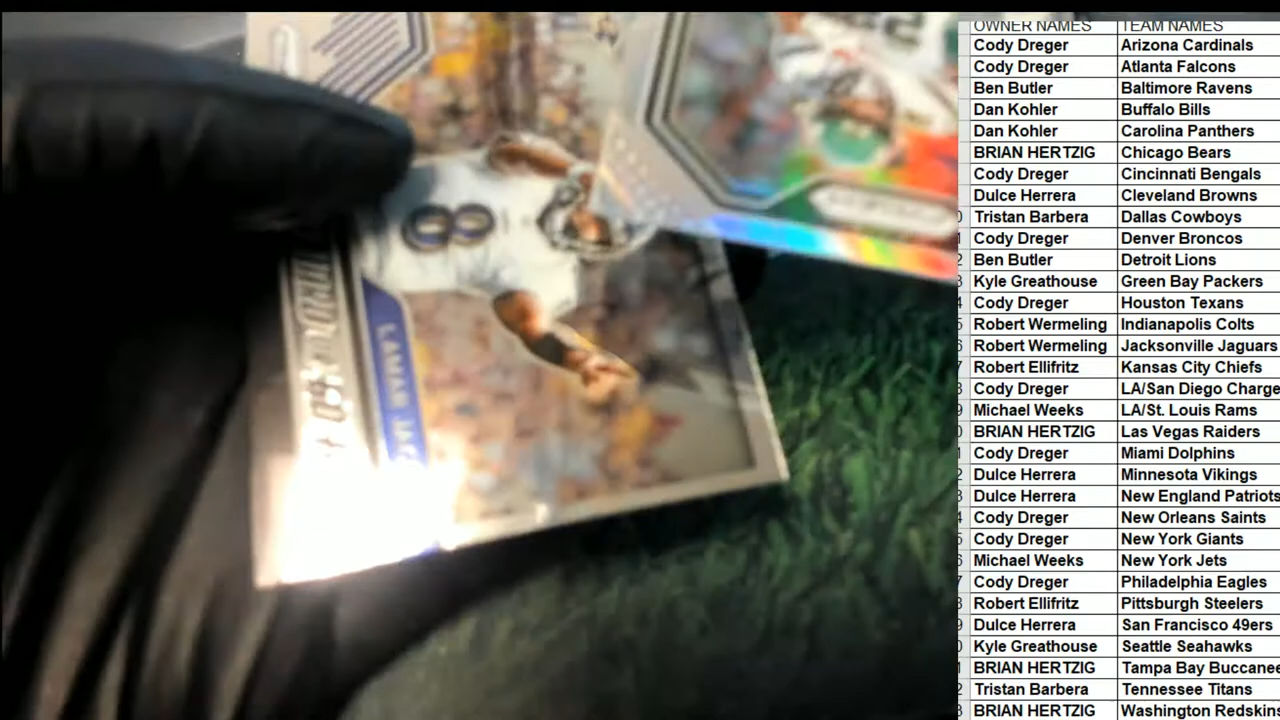 8
LAMAR JAC
OWNER NAMES TEAM NAMES
Cody Dreger Arizona Cardinals
Cody Dreger Atlanta Falcons
Ben Butler Baltimore Ravens
Dan Kohler Buffalo Bills
Dan Kohler Carolina Panthers
BRIAN HERTZIG Chicago Bears
Cody Dreger Cincinnati Bengals
Dulce Herrera Cleveland Browns
Tristan Barbera Dallas Cowboys
Cody Dreger Denver Broncos
Ben Butler Detroit Lions
Kyle Greathouse Green Bay Packers
Cody Dreger Houston Texans
Robert Wermeling Indianapolis Colts
Robert Wermeling Jacksonville Jaguars
Robert Ellifritz Kansas City Chiefs
Cody Dreger LA/San Diego Charge
Michael Weeks LA/St. Louis Rams
BRIAN HERTZIG Las Vegas Raiders
Cody Dreger Miami Dolphins
Dulce Herrera Minnesota Vikings
Dulce Herrera New England Patriots
Cody Dreger New Orleans Saints
Cody Dreger New York Giants
Michael Weeks New York Jets
Cody Dreger Philadelphia Eagles
Robert Ellifritz Pittsburgh Steelers
Dulce Herrera San Francisco 49ers
Kyle Greathouse Seattle Seahawks
BRIAN HERTZIG Tampa Bay Buccanee
Tristan Barbera Tennessee Titans
BRIAN HERTZIG Washington Redskins